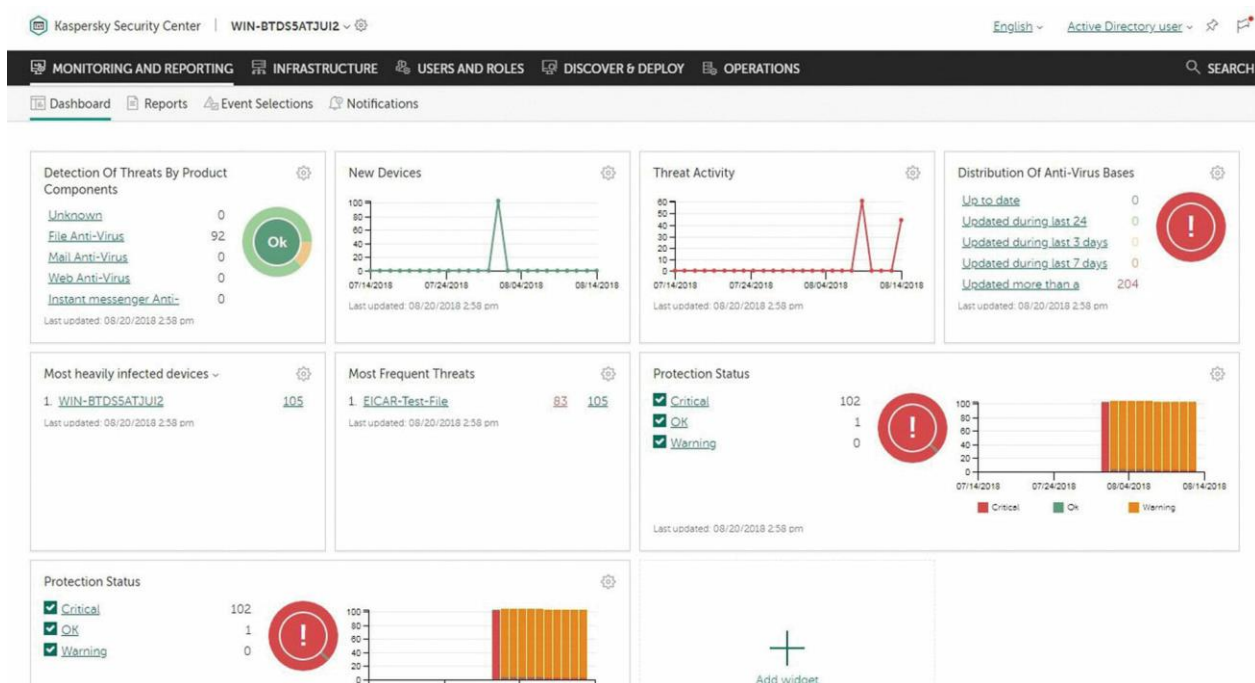 Kaspersky Security Center | WIN-BTDS5ATJUI2
English Active Directory user
MONITORING AND REPORTING INFRASTRUCTURE USERS AND ROLES DISCOVER & DEPLOY OPERATIONS SEARCH
Dashboard Reports Event Selections Notifications
Detection Of Threats By Product
Components
Unknown 0
File Anti-Virus 92
Mail Anti-Virus 0
Web Anti-Virus 0
Instant messenger Anti- 0
Ok
Last updated: 08/20/2018 2:58 pm
New Devices
100
80
60
40
20
0
07/14/2018 07/24/2018 08/04/2018 08/14/2018
Last updated: 08/20/2018 2:58 pm
Threat Activity
60
50
40
30
20
10
0
07/14/2018 07/24/2018 08/04/2018 08/14/2018
Last updated: 08/20/2018 2:58 pm
Distribution Of Anti-Virus Bases
Up to date 0
Updated during last 24 0
Updated during last 3 days 0
Updated during last 7 days 0
Updated more than a 204
!
Last updated: 08/20/2018 2:58 pm
Most heavily infected devices
1. WIN-BTDS5ATJUI2 105
Last updated: 08/20/2018 2:58 pm
Most Frequent Threats
1. EICAR-Test-File 83 105
Last updated: 08/20/2018 2:58 pm
Protection Status
Critical 102
OK 1
Warning 0
!
100
80
60
40
20
0
07/14/2018 07/24/2018 08/04/2018 08/14/2018
Critical Ok Warning
Last updated: 08/20/2018 2:58 pm
Protection Status
Critical 102
OK 1
Warning 0
!
100
80
60
40
20
0
Add widget